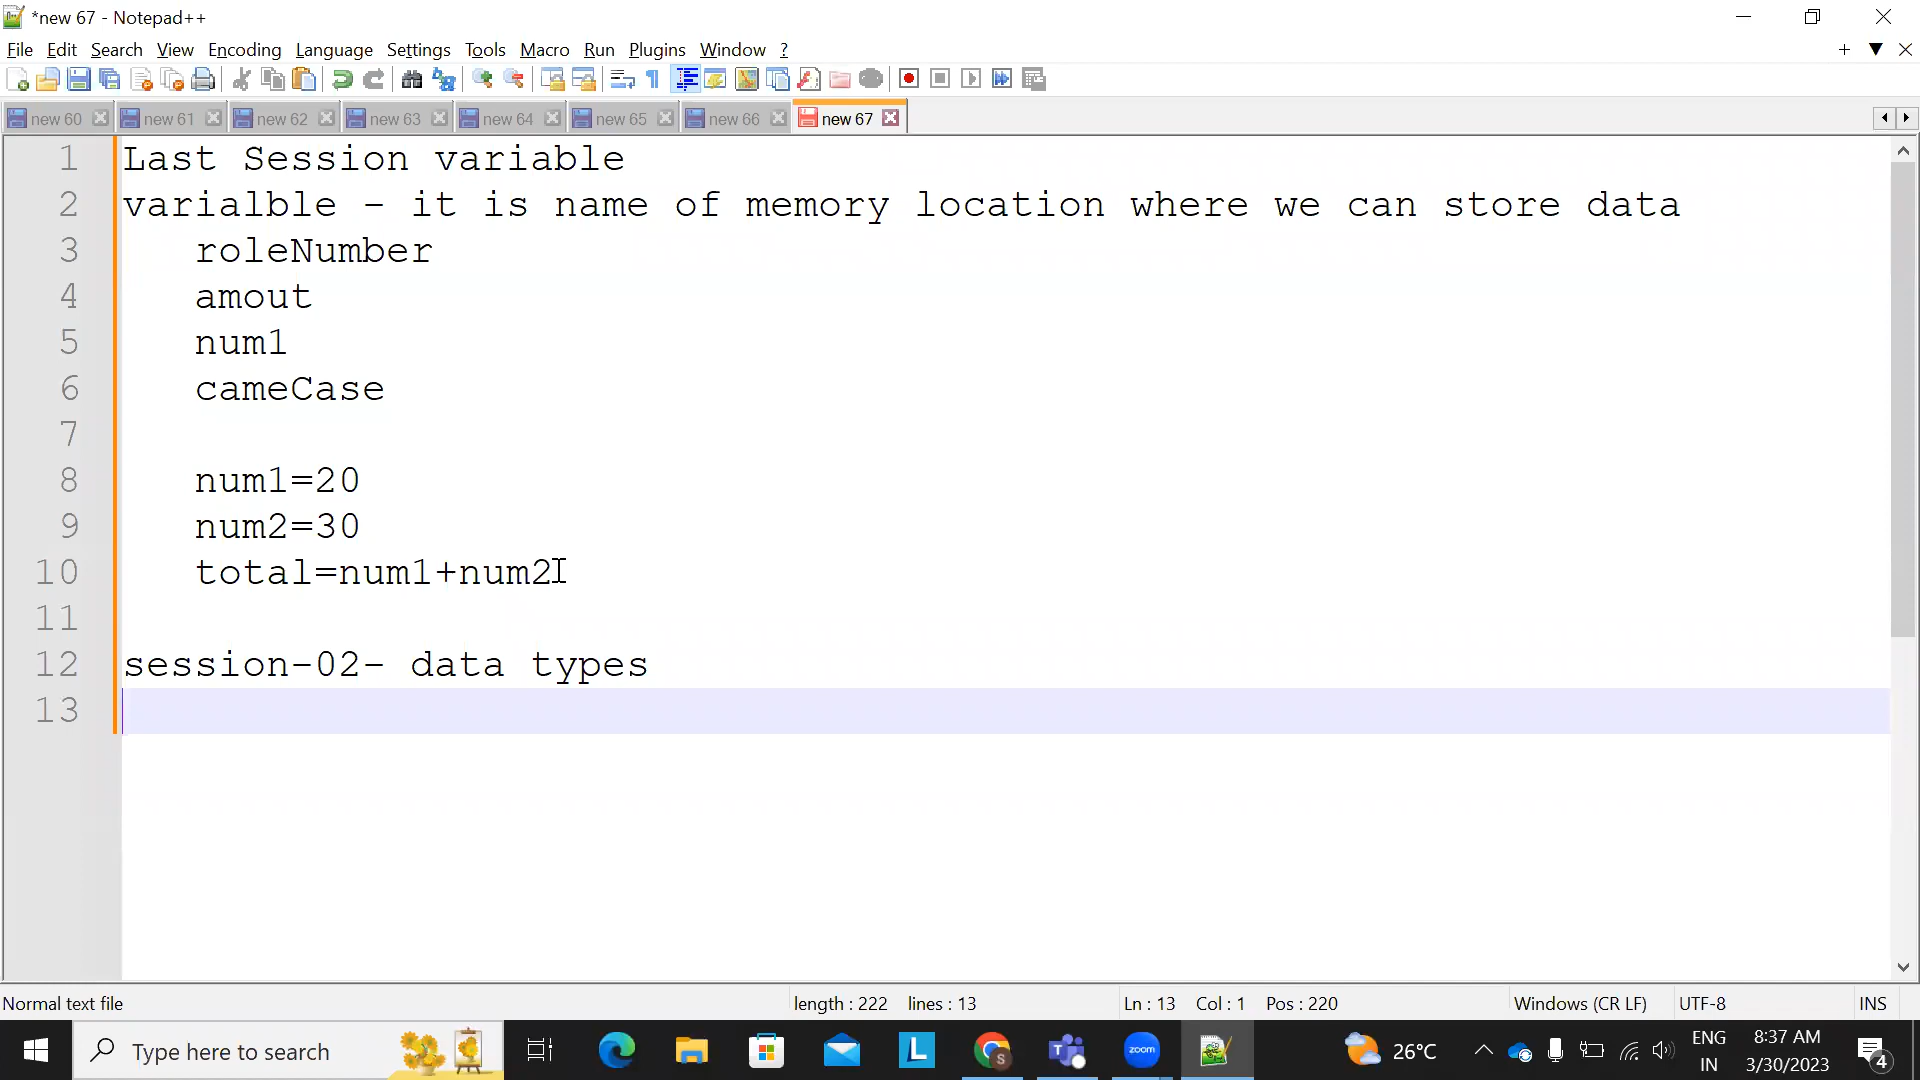 *new 67 - Notepad++
File Edit Search View Encoding Language Settings Tools Macro Run Plugins Window ?
new 60 new 61 new 62 new 63 new 64 new 65 new 66 new 67
1 Last Session variable
2 varialble - it is name of memory location where we can store data
3 roleNumber
4 amout
5 num1
6 cameCase
7
8 num1=20
9 num2=30
10 total=num1+num2
11
12 session-02- data types
13
Normal text file length : 222 lines : 13 Ln : 13 Col : 1 Pos : 220 Windows (CR LF) UTF-8 INS
Type here to search L S T zoom 26°C ENG 8:37 AM
IN 3/30/2023 4